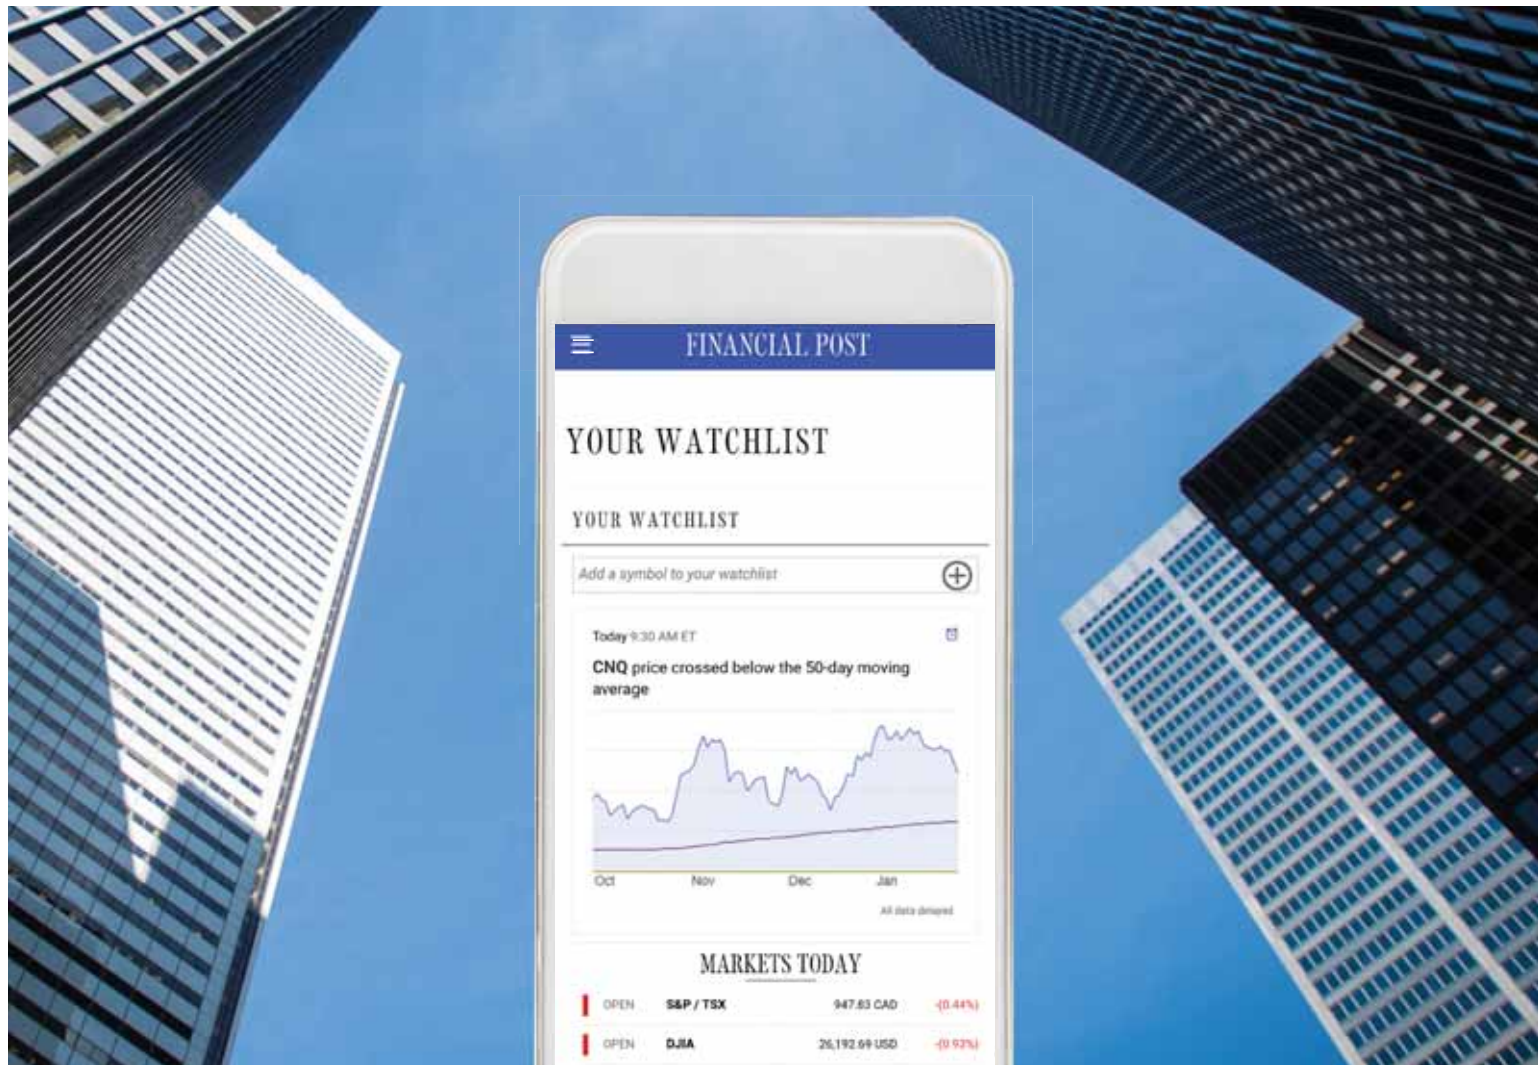 FINANCIAL POST
YOUR WATCHLIST
YOUR WATCHLIST
Add a symbol to your watchlist
Today 9:30 AM ET
CNQ price crossed below the 50-day moving
average
Oct Nov Dec Jan
All data delayed
MARKETS TODAY
OPEN S&P / TSX 947.83 CAD -(0.44%)
OPEN DJIA 26,192.69 USD -(0.93%)